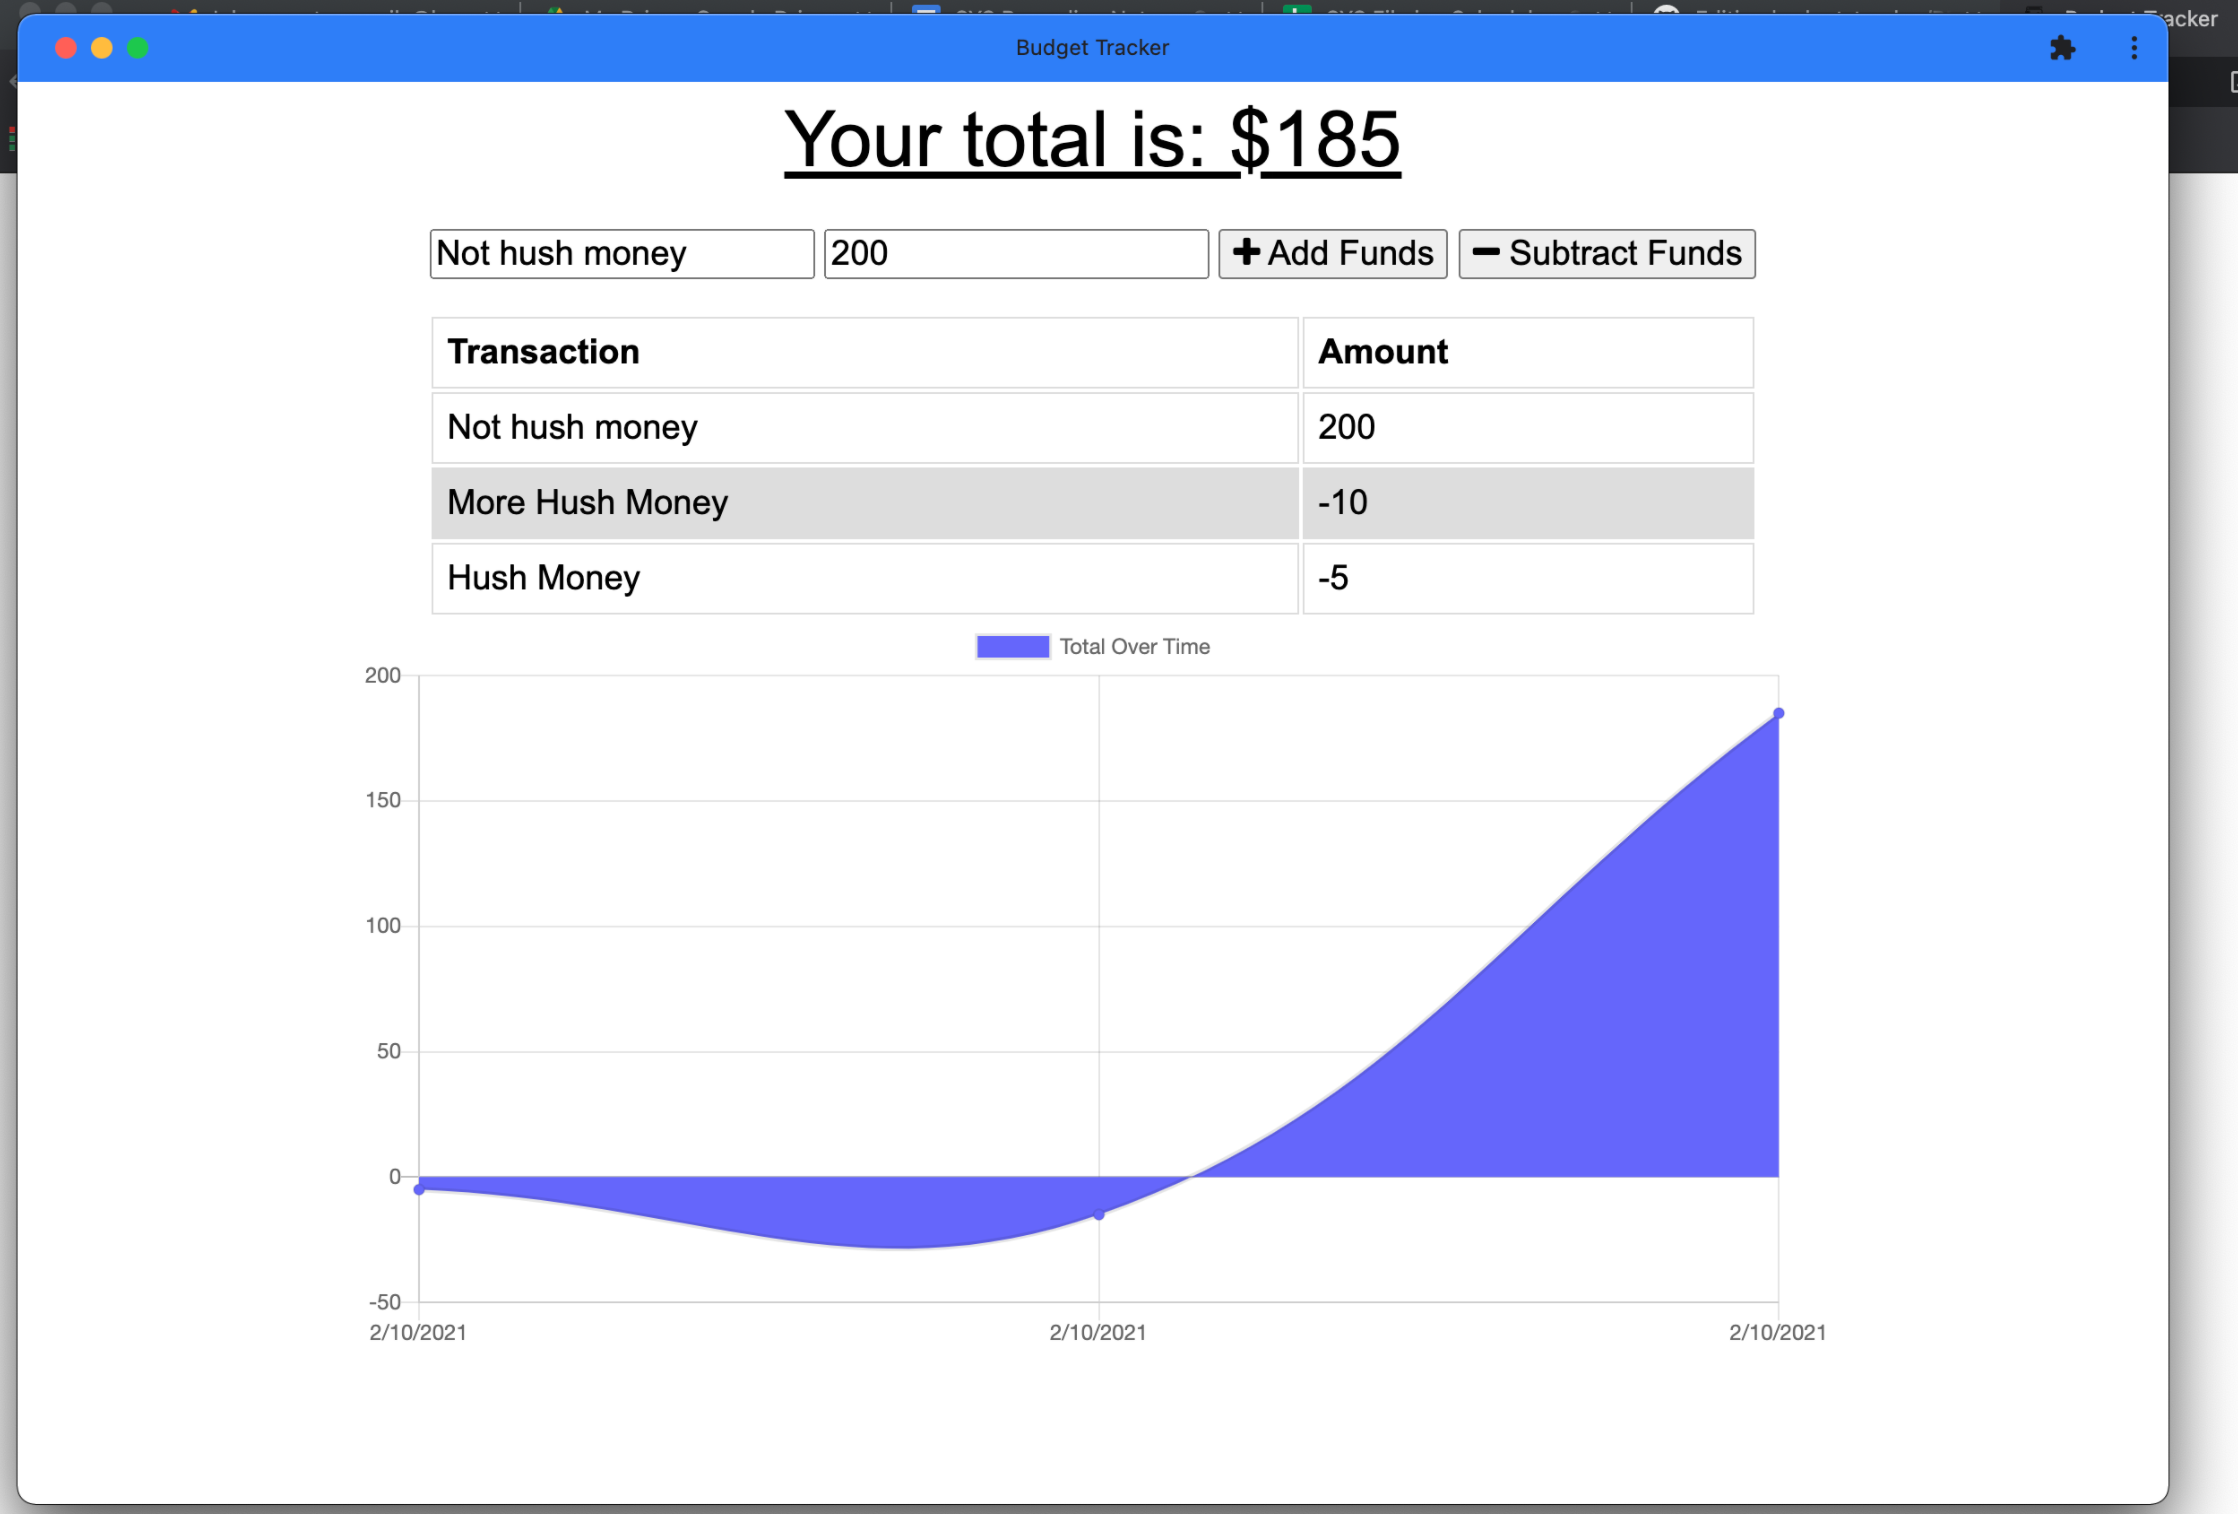 acker
Budget Tracker
Your total is: $185
Not hush money 200 Add Funds Subtract Funds
Transaction Amount
Not hush money 200
More Hush Money -10
Hush Money -5
Total Over Time
200
150
100
50
0
-50
2/10/2021 2/10/2021 2/10/2021